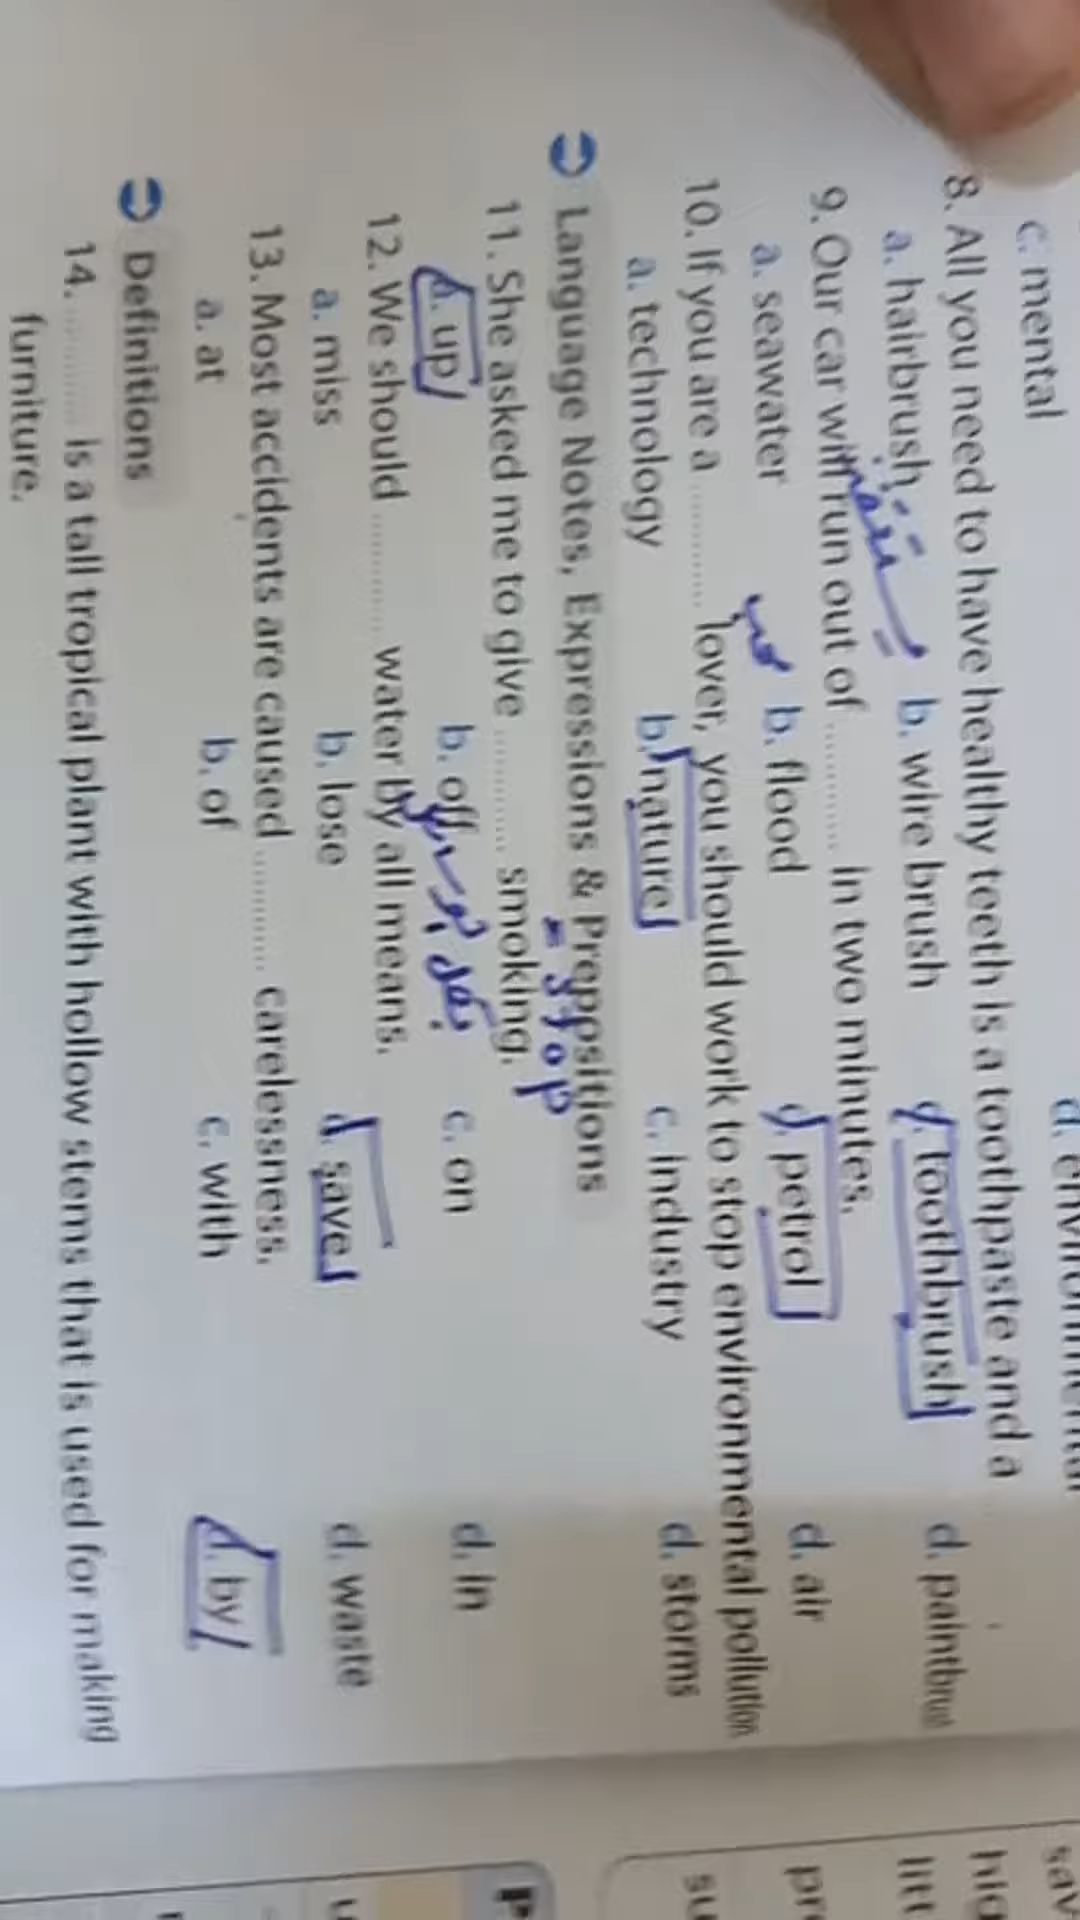 c. mental
8. All you need to have healthy teeth is a toothpaste and a
a. hairbrush b. wire brush c. toothbrush d. paintbrush
ستنفذ
9. Our car will run out of ............ in two minutes.
a. seawater b. flood c. petrol d. air
محب
10. If you are a ............ lover, you should work to stop environmental pollution
a. technology b. nature c. industry d. storms
Language Notes, Expressions & Prepositions
= stop
11. She asked me to give ............ smoking.
a. up b. off c. on d. in
12. We should ............ water by all means.
a. miss b. lose c. save d. waste
13. Most accidents are caused ............ carelessness.
a. at b. of c. with d. by
Definitions
14. ............ is a tall tropical plant with hollow stems that is used for making
furniture.